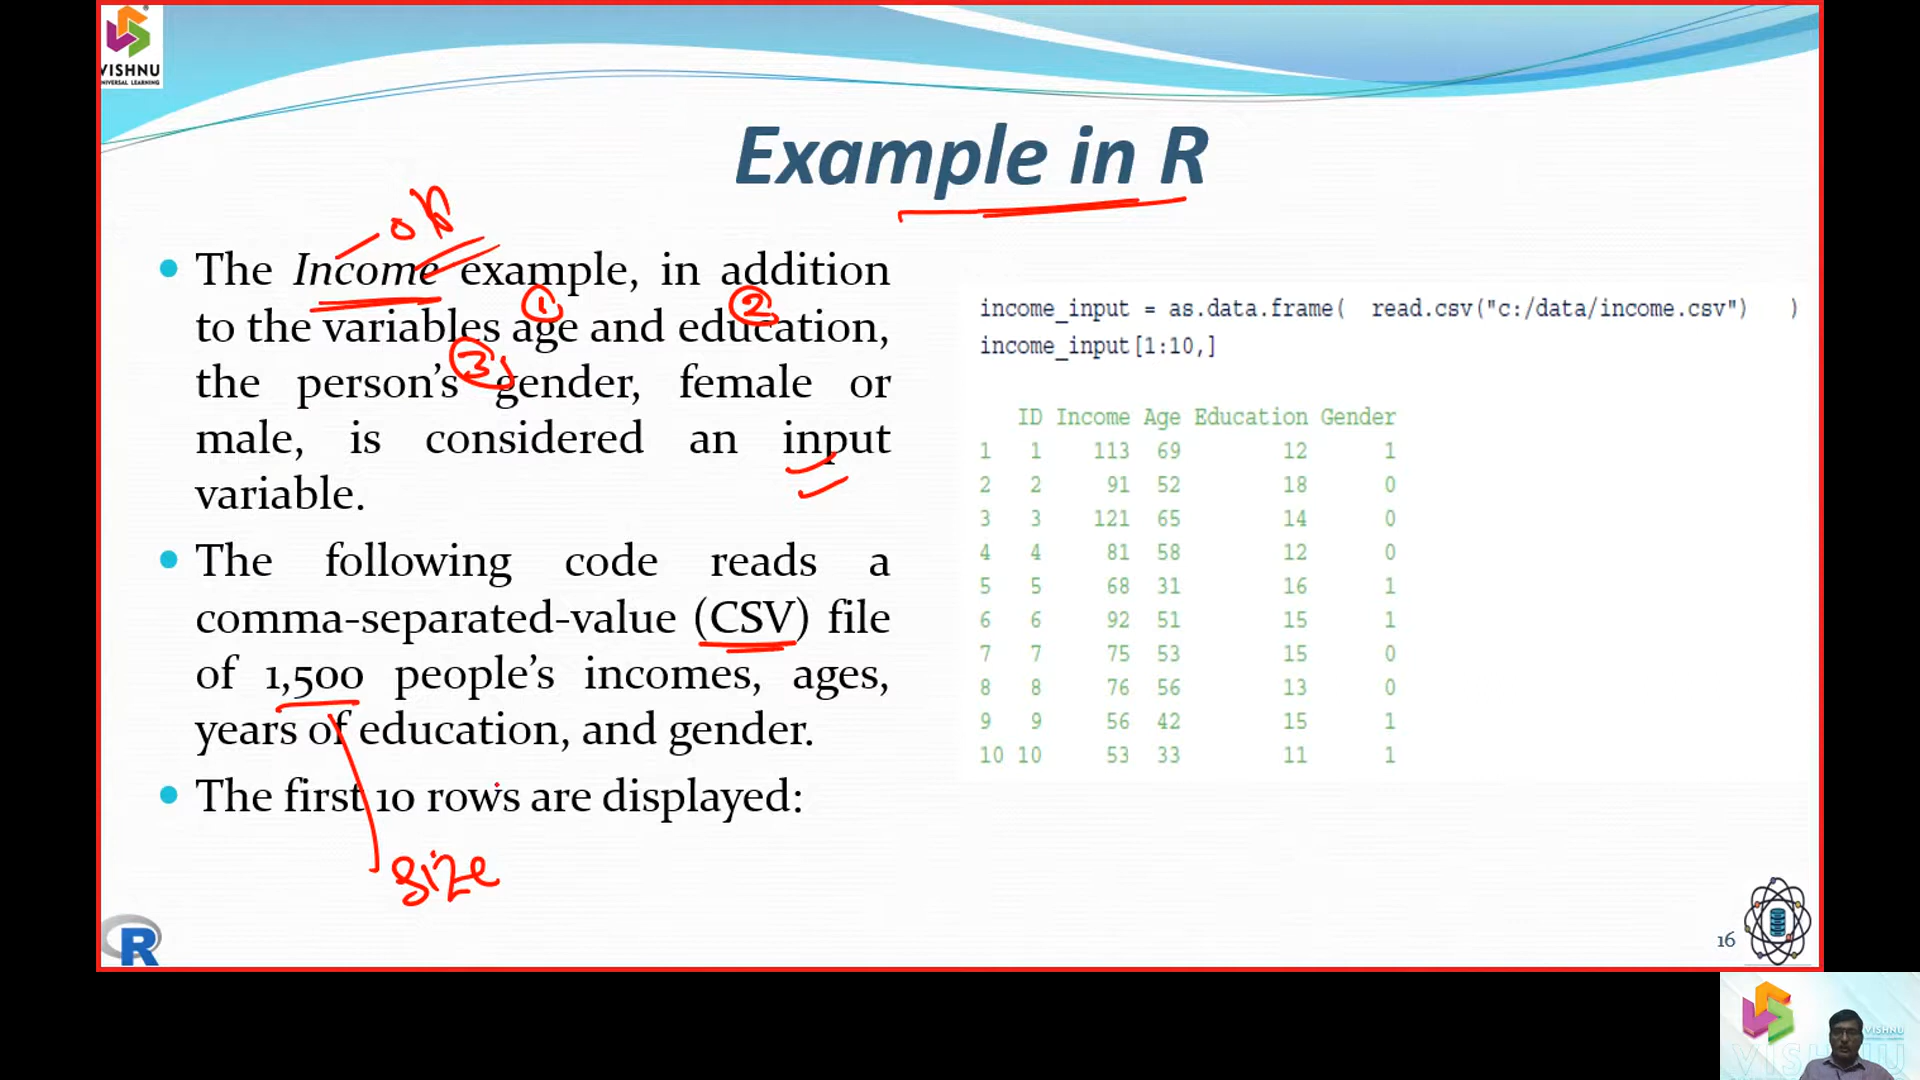 VISHNU
UNIVERSAL LEARNING
Example in R
The Income example, in addition
to the variables age and education,
the person's gender, female or
male, is considered an input
variable.
The following code reads a
comma-separated-value (CSV) file
of 1,500 people's incomes, ages,
years of education, and gender.
The first 10 rows are displayed:
1
2
3
size
income_input = as.data.frame( read.csv("c:/data/income.csv") )
income_input[1:10,]
ID Income Age Education Gender
1 1 113 69 12 1
2 2 91 52 18 0
3 3 121 65 14 0
4 4 81 58 12 0
5 5 68 31 16 1
6 6 92 51 15 1
7 7 75 53 15 0
8 8 76 56 13 0
9 9 56 42 15 1
10 10 53 33 11 1
R
16
VISHNU